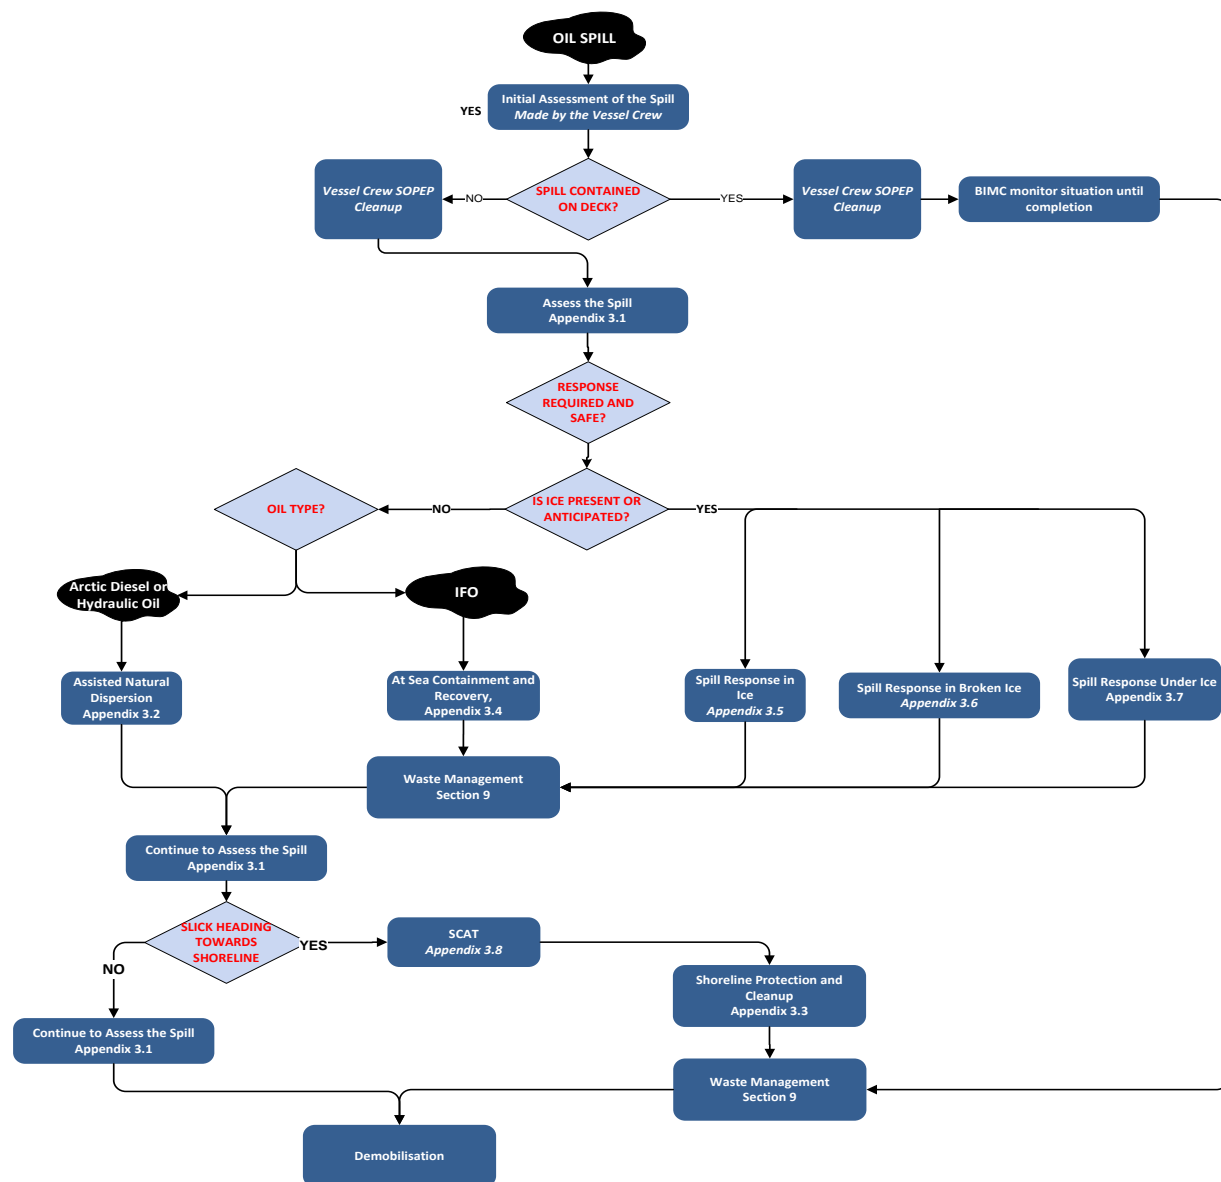 OIL SPILL
Initial Assessment of the Spill
Made by the Vessel Crew
YES
Vessel Crew SOPEP
Cleanup
NO
SPILL CONTAINED
ON DECK?
YES
Vessel Crew SOPEP
Cleanup
BIMC monitor situation until
completion
Assess the Spill
Appendix 3.1
RESPONSE
REQUIRED AND
SAFE?
OIL TYPE?
NO
IS ICE PRESENT OR
ANTICIPATED?
YES
Arctic Diesel or
Hydraulic Oil
IFO
Assisted Natural
Dispersion
Appendix 3.2
At Sea Containment and
Recovery,
Appendix 3.4
Spill Response in
Ice
Appendix 3.5
Spill Response in Broken Ice
Appendix 3.6
Spill Response Under Ice
Appendix 3.7
Waste Management
Section 9
Continue to Assess the Spill
Appendix 3.1
SLICK HEADING
TOWARDS
SHORELINE
YES
SCAT
Appendix 3.8
NO
Shoreline Protection and
Cleanup
Appendix 3.3
Continue to Assess the Spill
Appendix 3.1
Waste Management
Section 9
Demobilisation